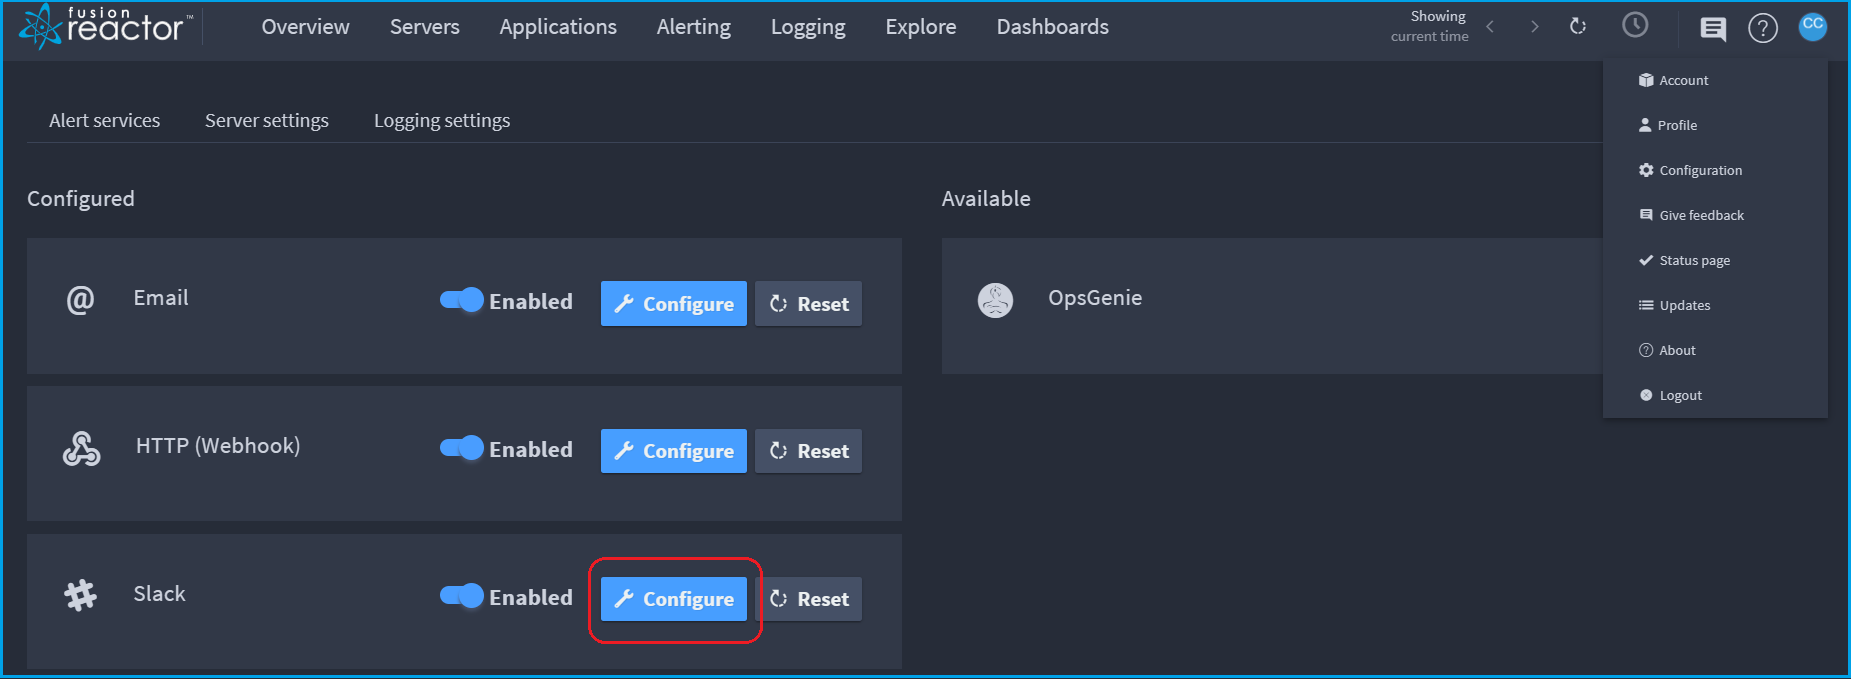 fusion
reactor™
Overview
Servers
Applications
Alerting
Logging
Explore
Dashboards
Showing
current time
CC
Account
Profile
Configuration
Give feedback
Status page
Updates
About
Logout
Alert services
Server settings
Logging settings
Configured
@ Email
Enabled
Configure
Reset
HTTP (Webhook)
Enabled
Configure
Reset
Slack
Enabled
Configure
Reset
Available
OpsGenie